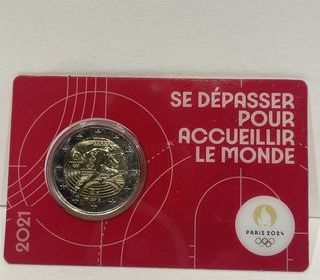 SE DÉPASSER
POUR
ACCUEILLIR
LE MONDE
2021
PARIS 2024